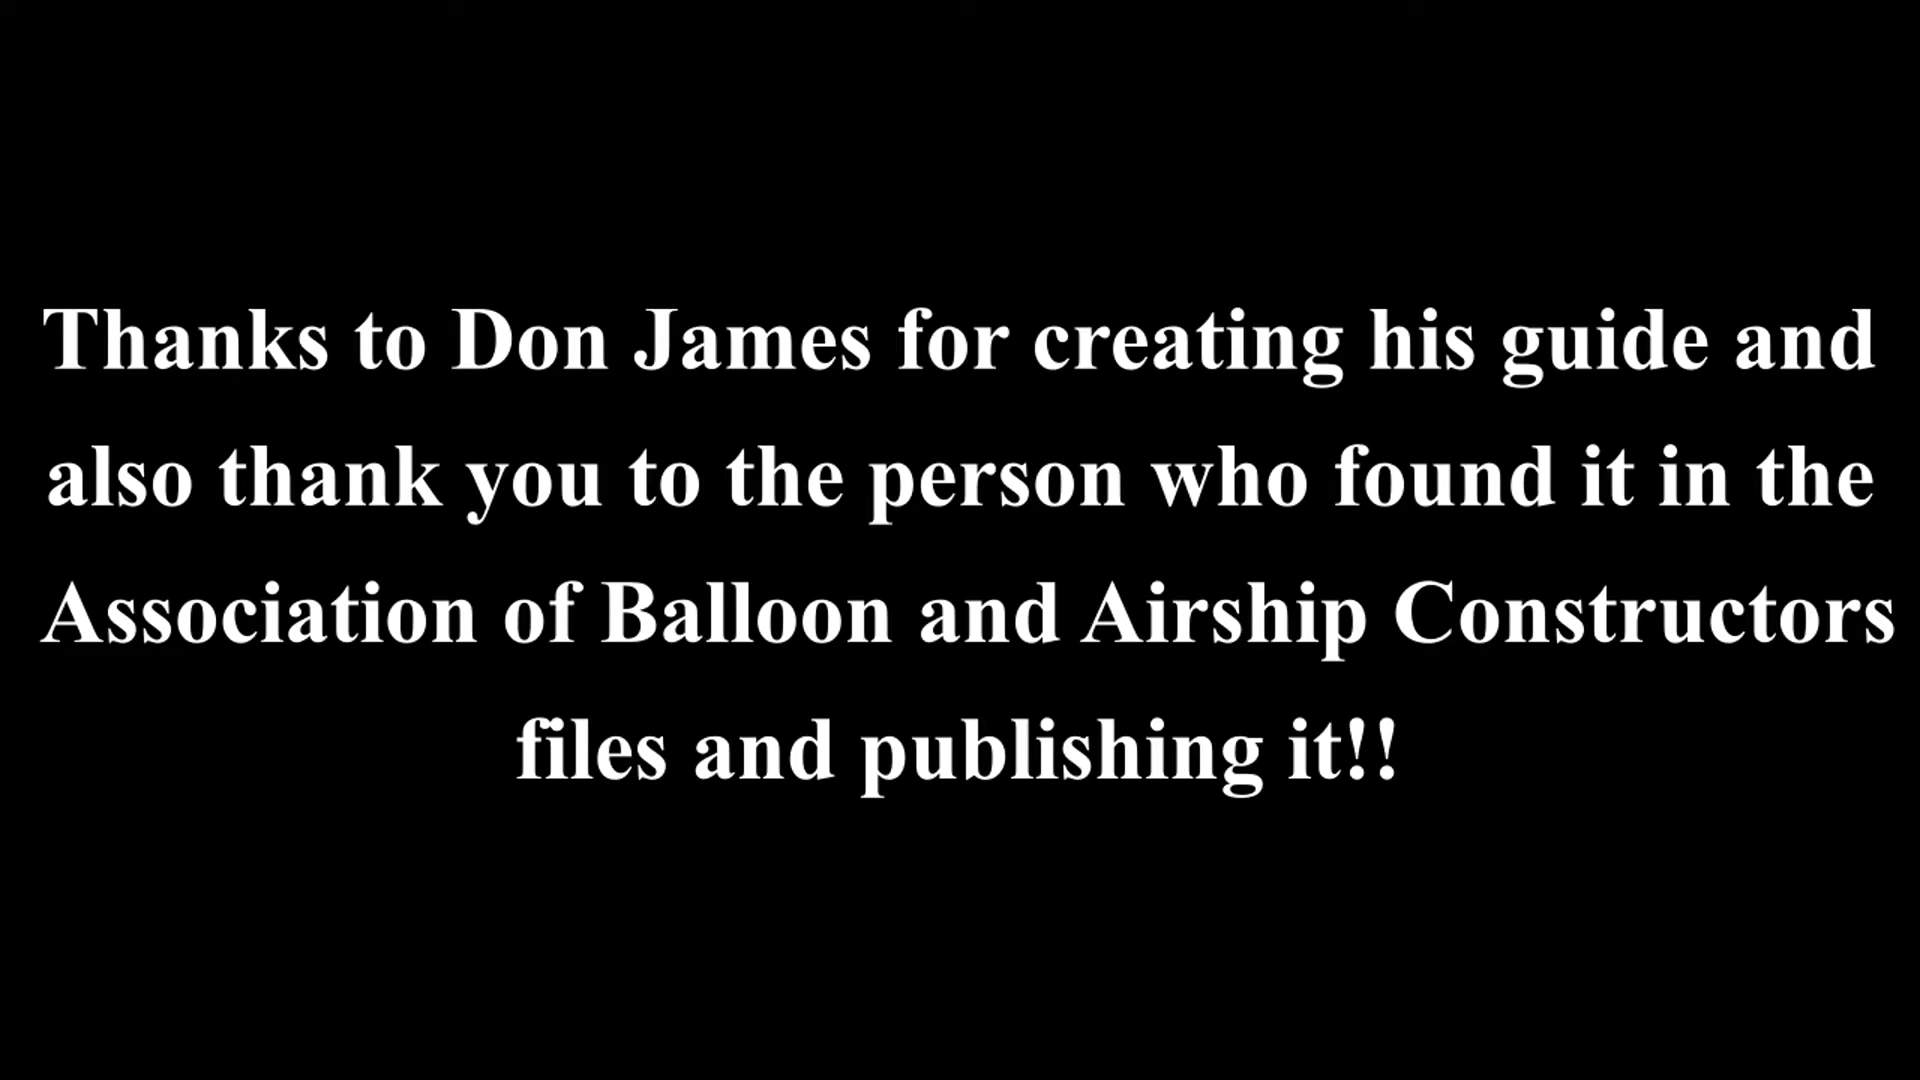 Thanks to Don James for creating his guide and
also thank you to the person who found it in the
Association of Balloon and Airship Constructors
files and publishing it!!